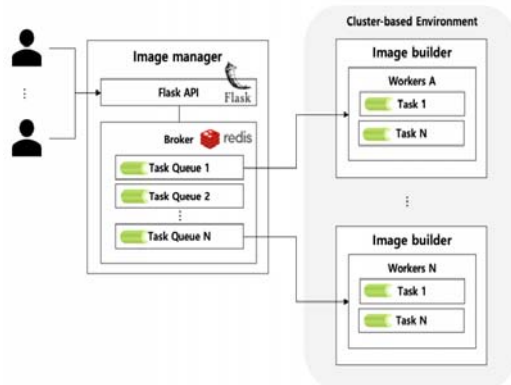 Cluster-based Environment
Image manager
Flask API
Flask
Broker
redis
Task Queue 1
Task Queue 2
Task Queue N
Image builder
Workers A
Task 1
Task N
Image builder
Workers N
Task 1
Task N